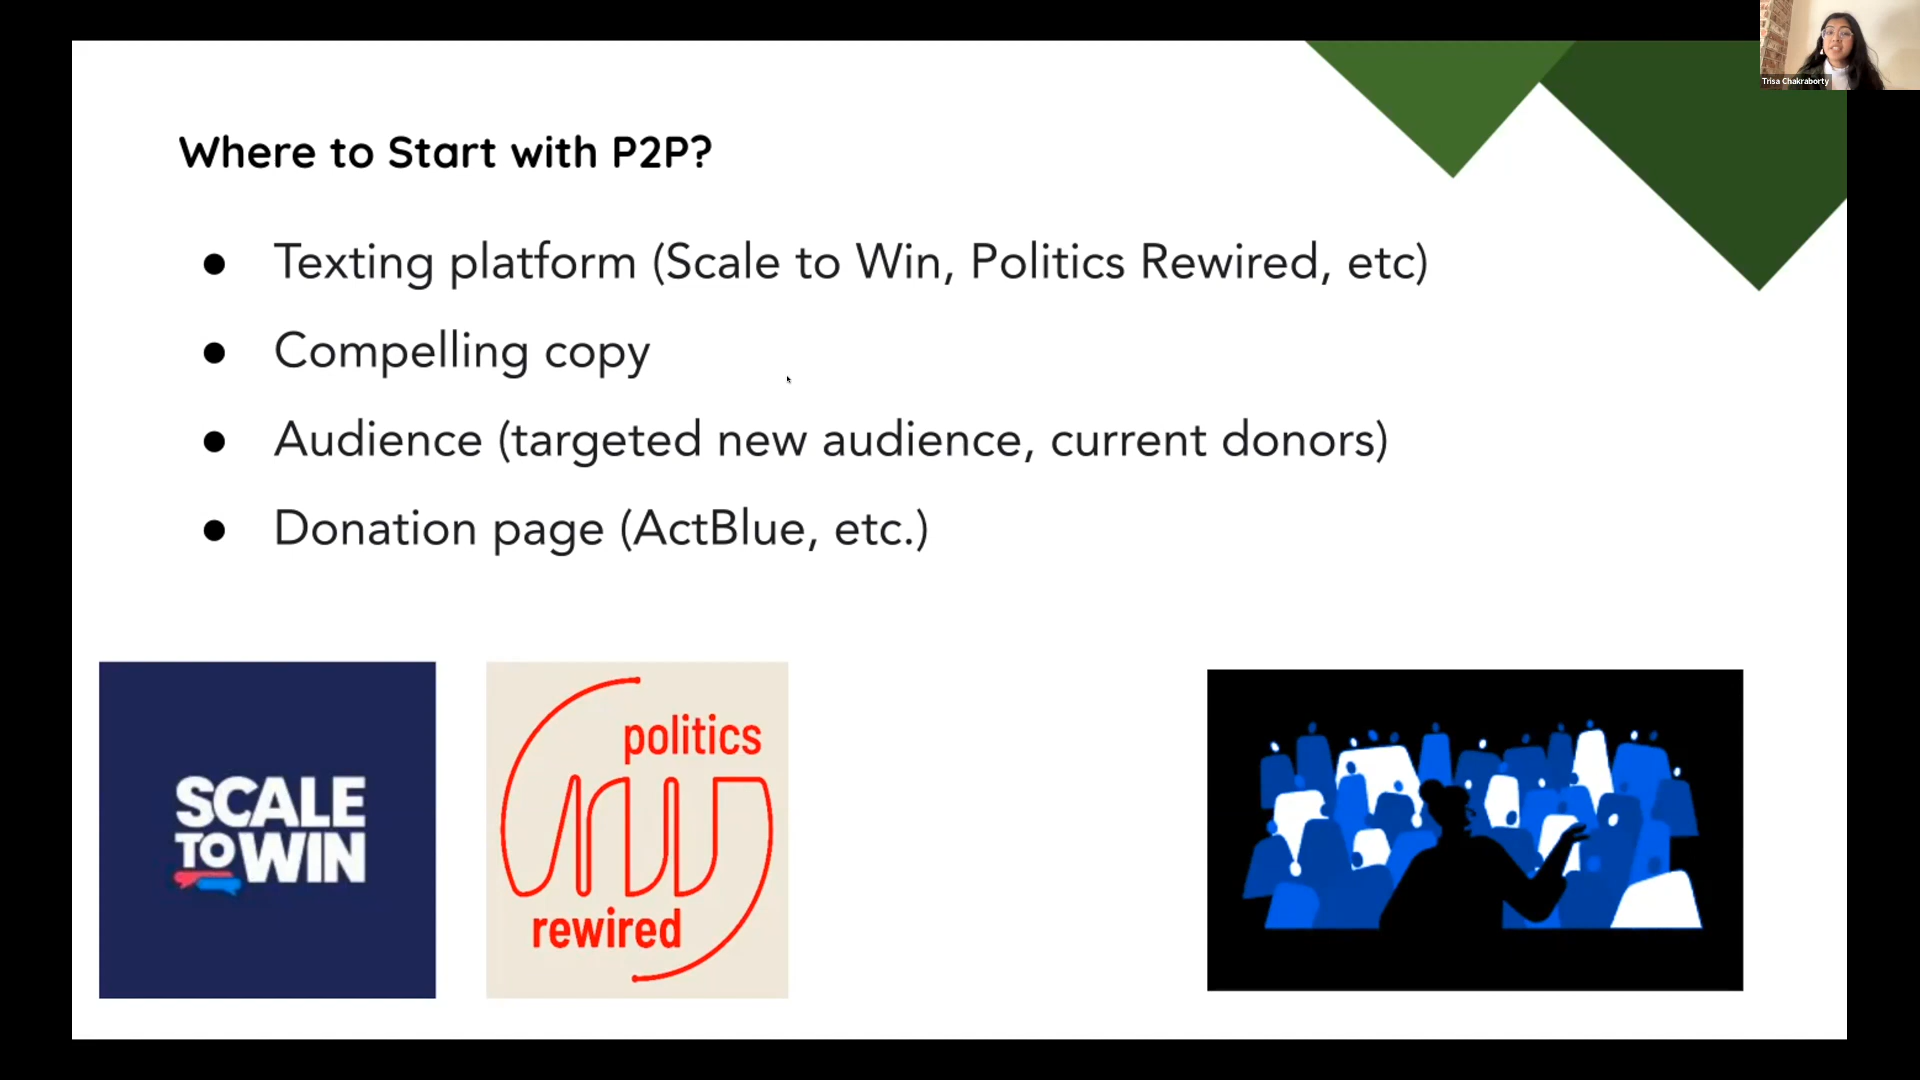 Trisa Chakraborty
Where to Start with P2P?
● Texting platform (Scale to Win, Politics Rewired, etc)
● Compelling copy
● Audience (targeted new audience, current donors)
● Donation page (ActBlue, etc.)
SCALE
TO WIN
politics
rw
rewired